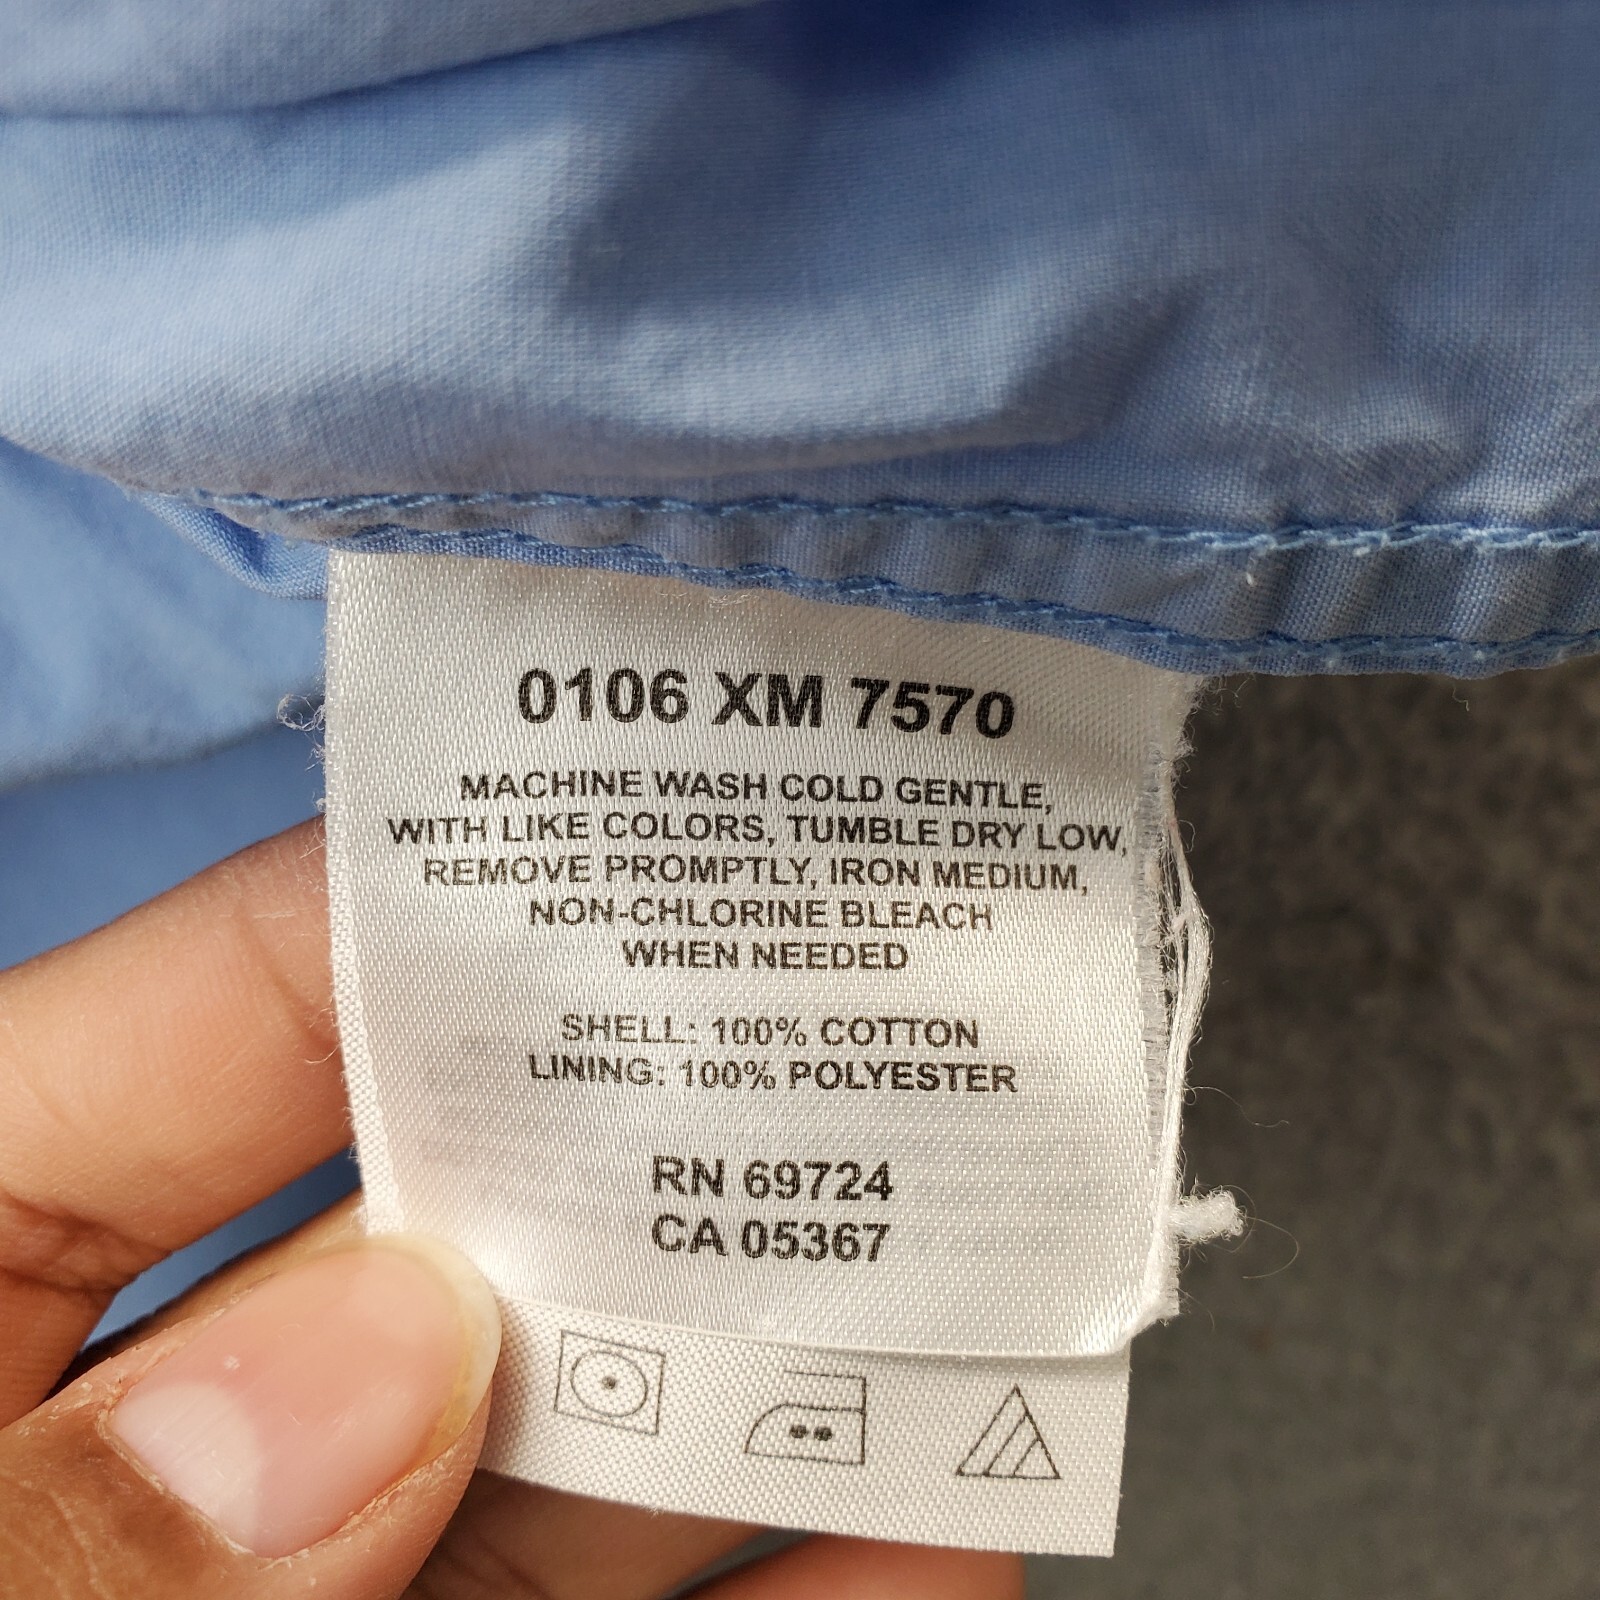 0106 XM 7570
MACHINE WASH COLD GENTLE,
WITH LIKE COLORS, TUMBLE DRY LOW,
REMOVE PROMPTLY, IRON MEDIUM,
NON-CHLORINE BLEACH
WHEN NEEDED
SHELL: 100% COTTON
LINING: 100% POLYESTER
RN 69724
CA 05367